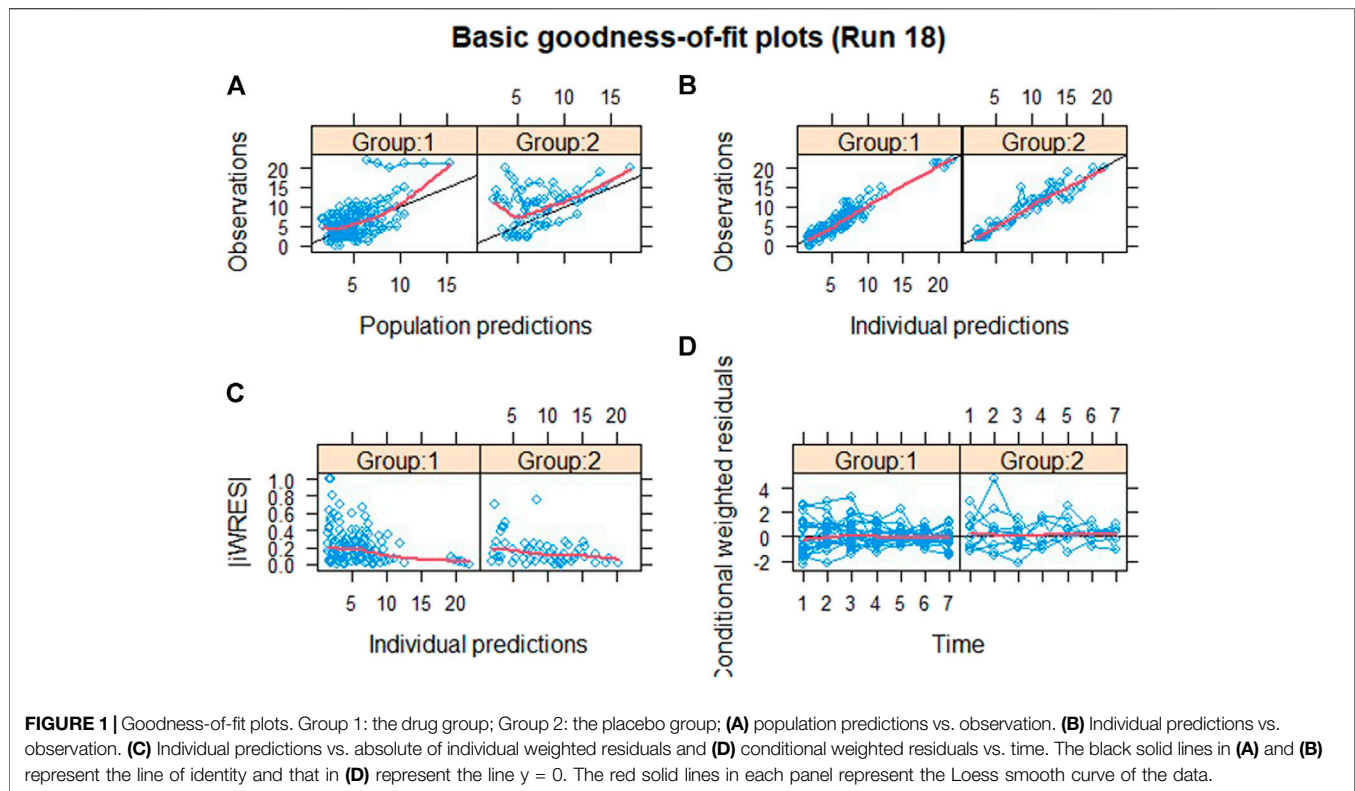 Basic goodness-of-fit plots (Run 18)
A
5 10 15
Group:1 Group:2
Observations
20
15
10
5
0
5 10 15
Population predictions
B
5 10 15 20
Group:1 Group:2
Observations
20
15
10
5
0
5 10 15 20
Individual predictions
C
5 10 15 20
Group:1 Group:2
|iWRES|
1.0
0.8
0.6
0.4
0.2
0.0
5 10 15 20
Individual predictions
D
1 2 3 4 5 6 7
Group:1 Group:2
Conditional weighted residuals
4
2
0
-2
1 2 3 4 5 6 7
Time
FIGURE 1 | Goodness-of-fit plots. Group 1: the drug group; Group 2: the placebo group; (A) population predictions vs. observation. (B) Individual predictions vs.
observation. (C) Individual predictions vs. absolute of individual weighted residuals and (D) conditional weighted residuals vs. time. The black solid lines in (A) and (B)
represent the line of identity and that in (D) represent the line y = 0. The red solid lines in each panel represent the Loess smooth curve of the data.